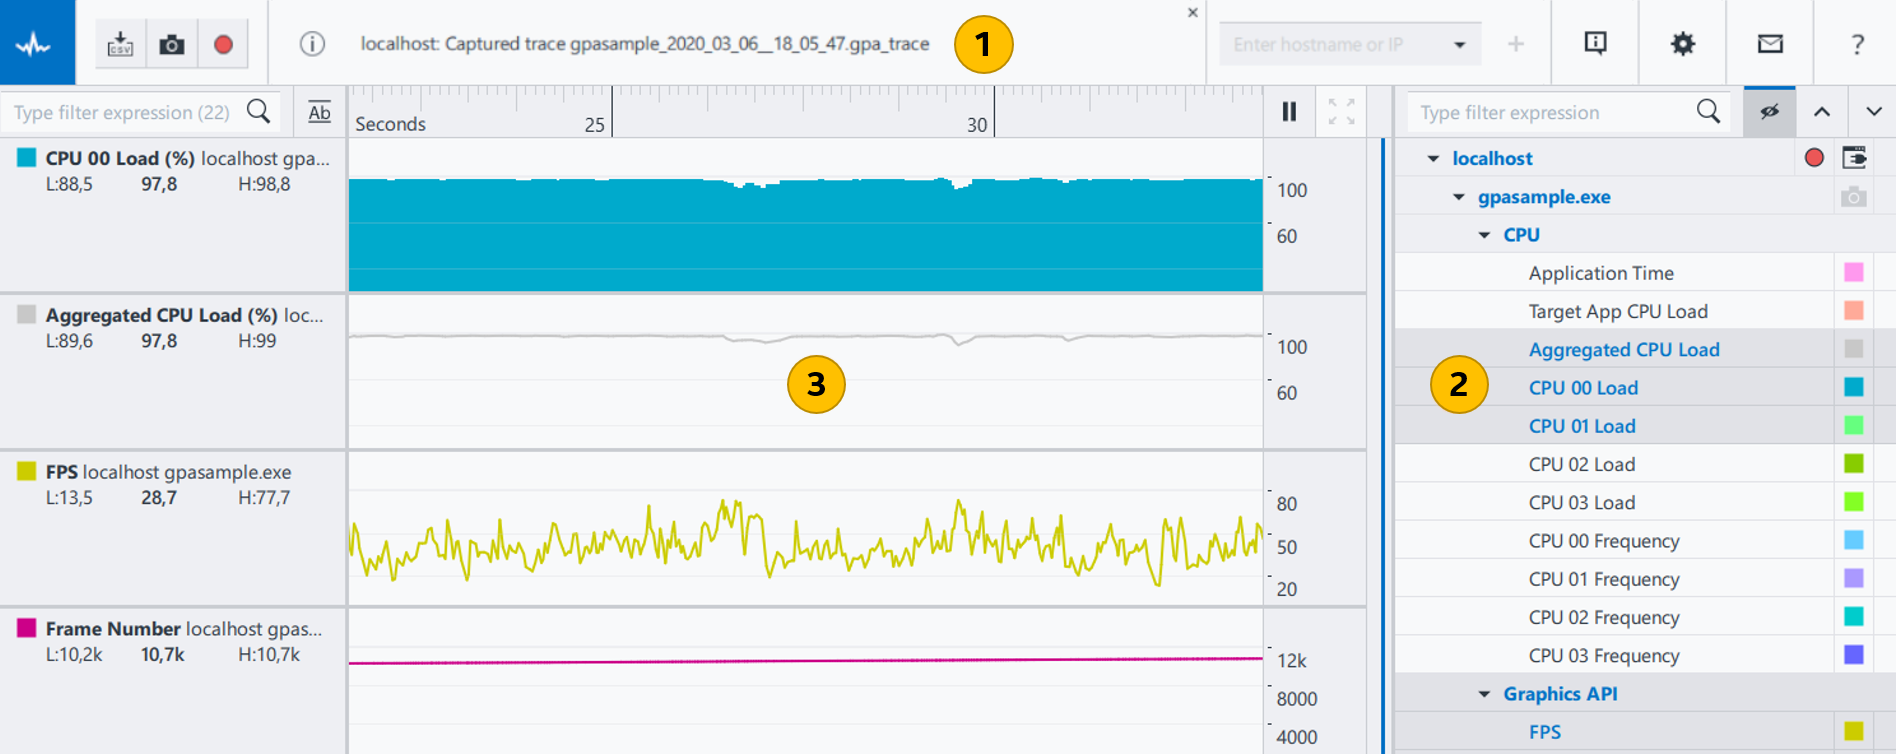 CSV
localhost: Captured trace gpasample_2020_03_06__18_05_47.gpa_trace
1
×
Enter hostname or IP
+
?
Type filter expression (22)
Ab
Seconds
25
30
Type filter expression
CPU 00 Load (%) localhost gpa...
L:88,5 97,8 H:98,8
100
60
Aggregated CPU Load (%) loc...
L:89,6 97,8 H:99
100
60
3
FPS localhost gpasample.exe
L:13,5 28,7 H:77,7
80
50
20
Frame Number localhost gpas...
L:10,2k 10,7k H:10,7k
12k
8000
4000
localhost
gpasample.exe
CPU
Application Time
Target App CPU Load
Aggregated CPU Load
2
CPU 00 Load
CPU 01 Load
CPU 02 Load
CPU 03 Load
CPU 00 Frequency
CPU 01 Frequency
CPU 02 Frequency
CPU 03 Frequency
Graphics API
FPS